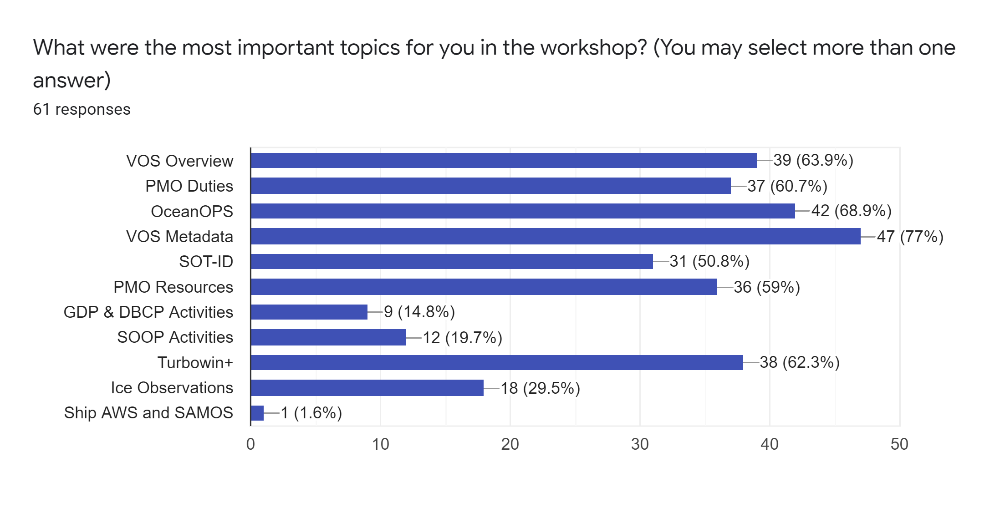 What were the most important topics for you in the workshop? (You may select more than one
answer)
61 responses
VOS Overview 39 (63.9%)
PMO Duties 37 (60.7%)
OceanOPS 42 (68.9%)
VOS Metadata 47 (77%)
SOT-ID 31 (50.8%)
PMO Resources 36 (59%)
GDP & DBCP Activities 9 (14.8%)
SOOP Activities 12 (19.7%)
Turbowin+ 38 (62.3%)
Ice Observations 18 (29.5%)
Ship AWS and SAMOS 1 (1.6%)
0 10 20 30 40 50